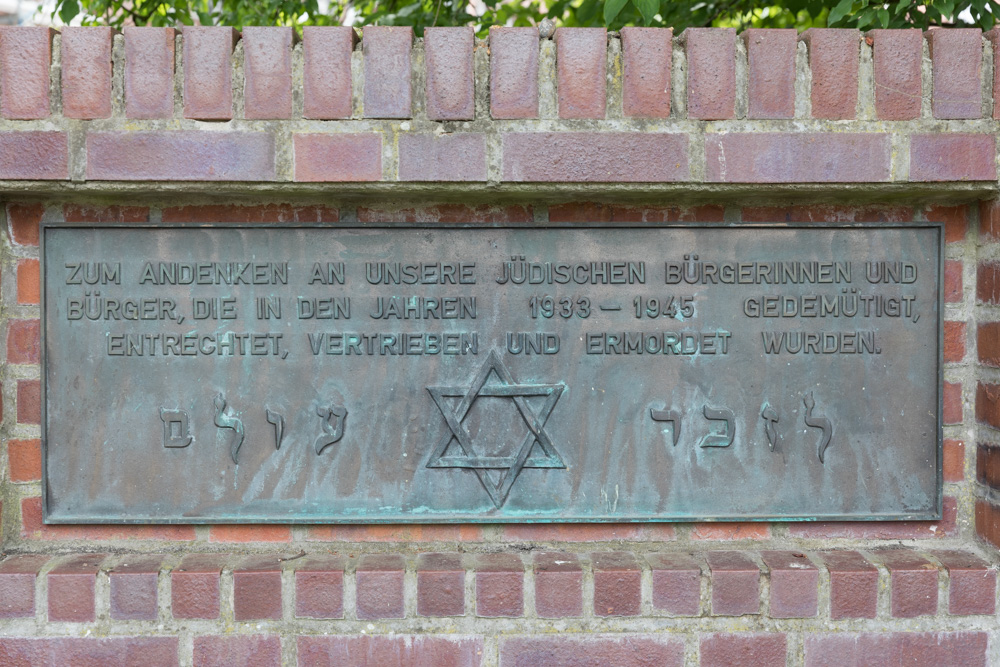 ZUM ANDENKEN AN UNSERE JÜDISCHEN BÜRGERINNEN UND
BÜRGER, DIE IN DEN JAHREN 1933 – 1945 GEDEMÜTIGT,
ENTRECHTET, VERTRIEBEN UND ERMORDET WURDEN.
לזכר עולם